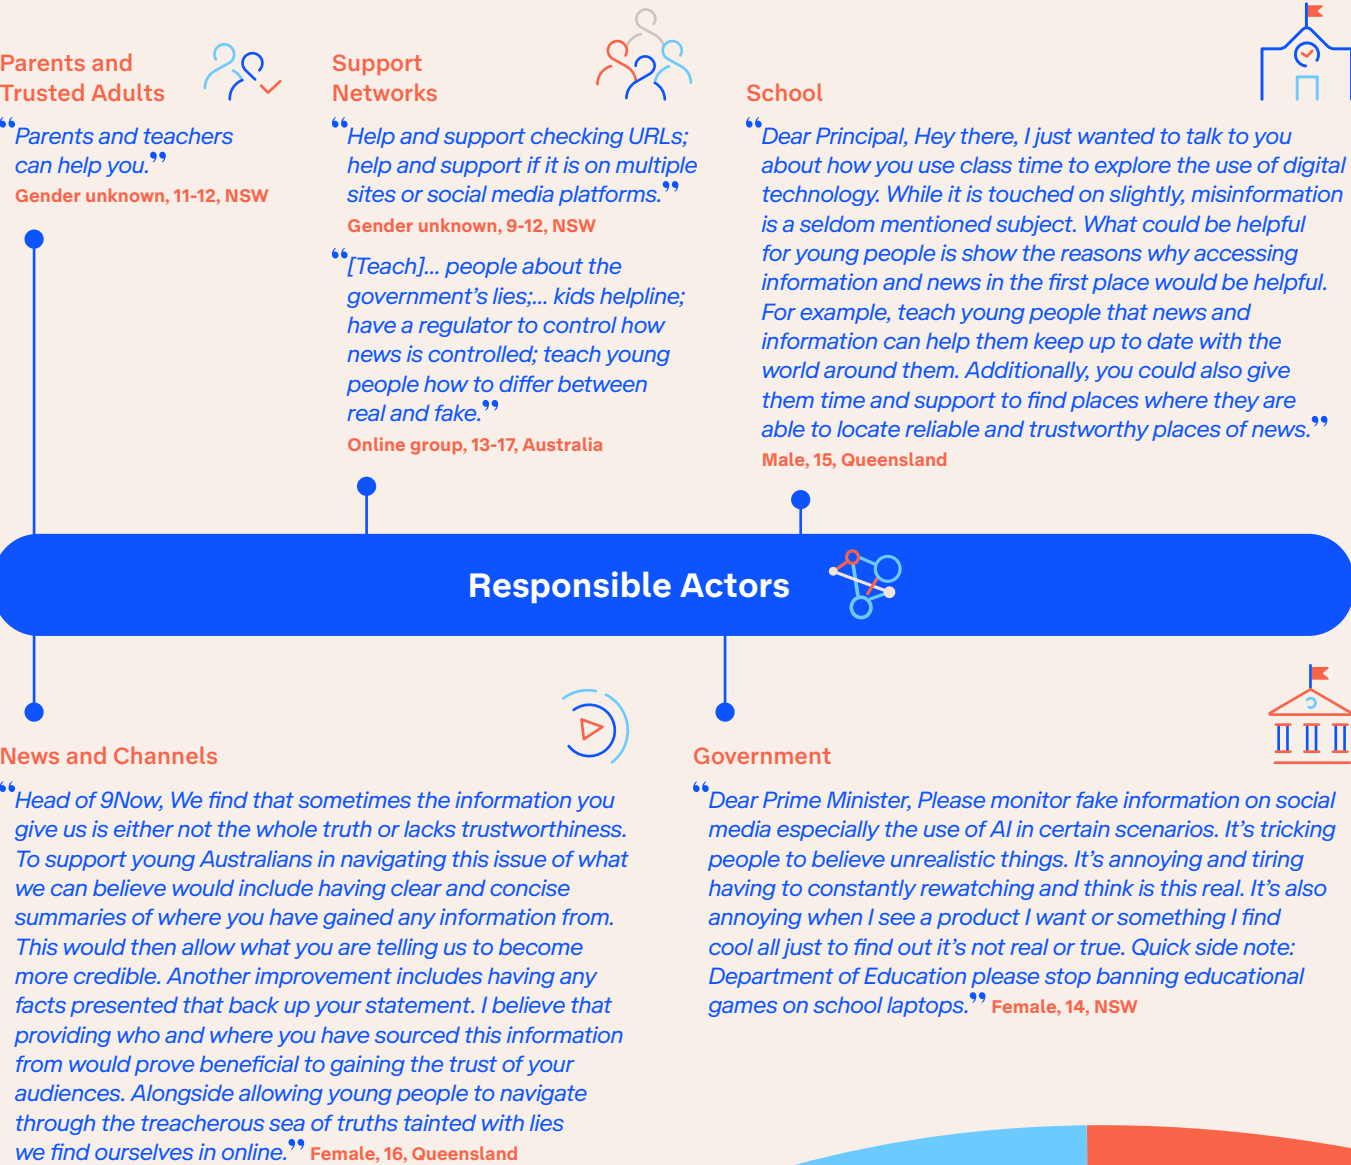 Parents and
Trusted Adults
“Parents and teachers
can help you.”
Gender unknown, 11-12, NSW
Support
Networks
“Help and support checking URLs;
help and support if it is on multiple
sites or social media platforms.”
Gender unknown, 9-12, NSW
“[Teach]... people about the
government’s lies;... kids helpline;
have a regulator to control how
news is controlled; teach young
people how to differ between
real and fake.”
Online group, 13-17, Australia
School
“Dear Principal, Hey there, I just wanted to talk to you
about how you use class time to explore the use of digital
technology. While it is touched on slightly, misinformation
is a seldom mentioned subject. What could be helpful
for young people is show the reasons why accessing
information and news in the first place would be helpful.
For example, teach young people that news and
information can help them keep up to date with the
world around them. Additionally, you could also give
them time and support to find places where they are
able to locate reliable and trustworthy places of news.”
Male, 15, Queensland
Responsible Actors
News and Channels
“Head of 9Now, We find that sometimes the information you
give us is either not the whole truth or lacks trustworthiness.
To support young Australians in navigating this issue of what
we can believe would include having clear and concise
summaries of where you have gained any information from.
This would then allow what you are telling us to become
more credible. Another improvement includes having any
facts presented that back up your statement. I believe that
providing who and where you have sourced this information
from would prove beneficial to gaining the trust of your
audiences. Alongside allowing young people to navigate
through the treacherous sea of truths tainted with lies
we find ourselves in online.” Female, 16, Queensland
Government
“Dear Prime Minister, Please monitor fake information on social
media especially the use of AI in certain scenarios. It’s tricking
people to believe unrealistic things. It’s annoying and tiring
having to constantly rewatching and think is this real. It’s also
annoying when I see a product I want or something I find
cool all just to find out it’s not real or true. Quick side note:
Department of Education please stop banning educational
games on school laptops.” Female, 14, NSW